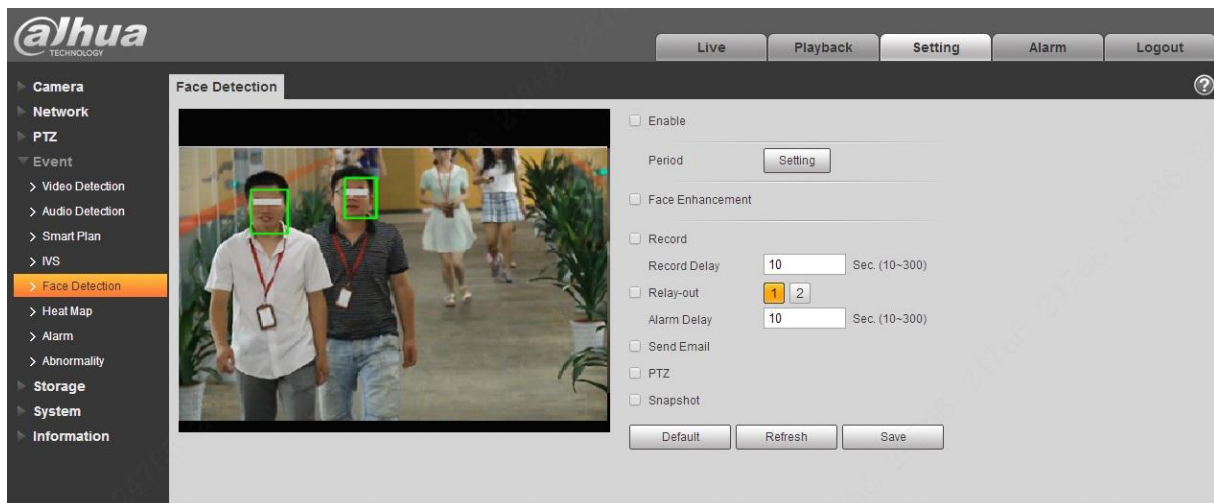 alhua
TECHNOLOGY
Live
Playback
Setting
Alarm
Logout
Camera
Network
PTZ
Event
Video Detection
Audio Detection
Smart Plan
IVS
Face Detection
Heat Map
Alarm
Abnormality
Storage
System
Information
Face Detection
?
Enable
Period Setting
Face Enhancement
Record
Record Delay 10 Sec. (10~300)
Relay-out 1 2
Alarm Delay 10 Sec. (10~300)
Send Email
PTZ
Snapshot
Default Refresh Save